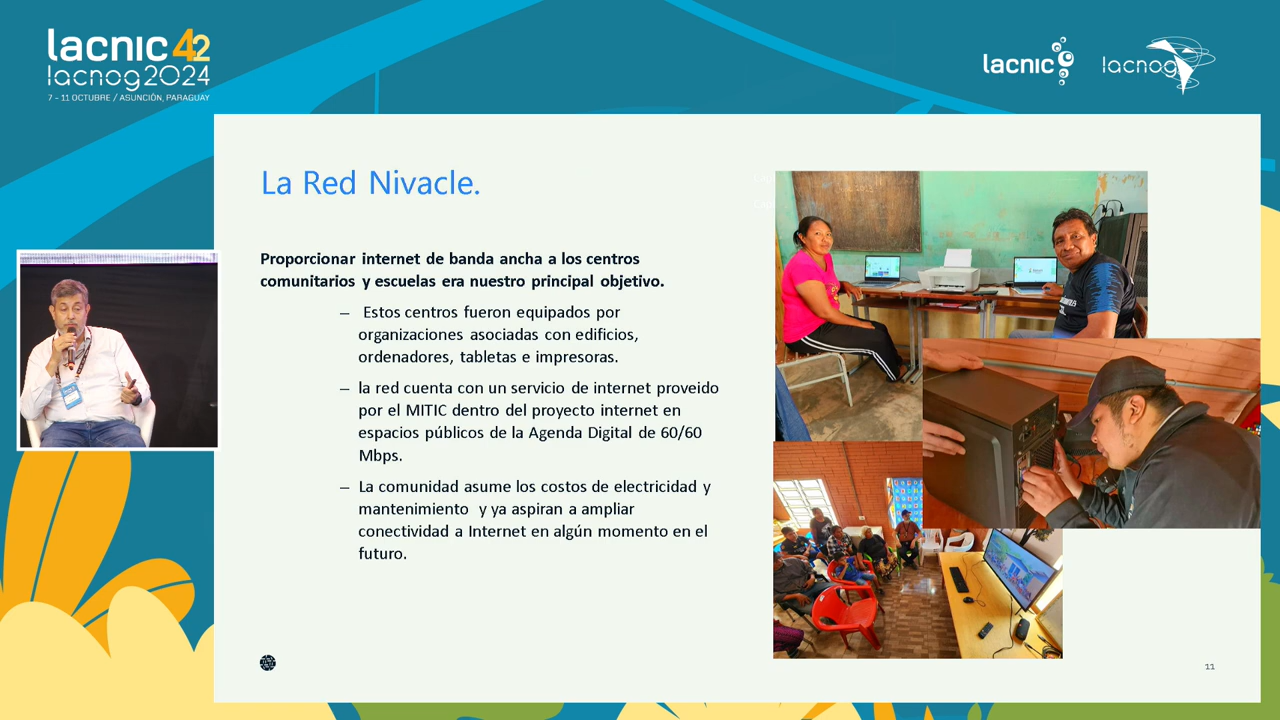 lacnic 42
lacnog2024
7 - 11 OCTUBRE / ASUNCIÓN, PARAGUAY
lacnic
lacnog
La Red Nivacle.
Proporcionar internet de banda ancha a los centros
comunitarios y escuelas era nuestro principal objetivo.
– Estos centros fueron equipados por
organizaciones asociadas con edificios,
ordenadores, tabletas e impresoras.
– la red cuenta con un servicio de internet proveido
por el MITIC dentro del proyecto internet en
espacios públicos de la Agenda Digital de 60/60
Mbps.
– La comunidad asume los costos de electricidad y
mantenimiento y ya aspiran a ampliar
conectividad a Internet en algún momento en el
futuro.
11